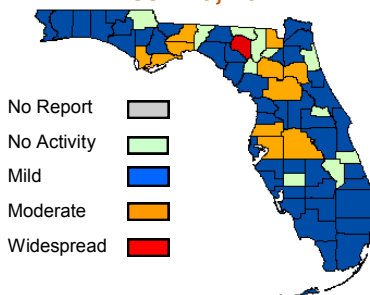 No Report
No Activity
Mild
Moderate
Widespread